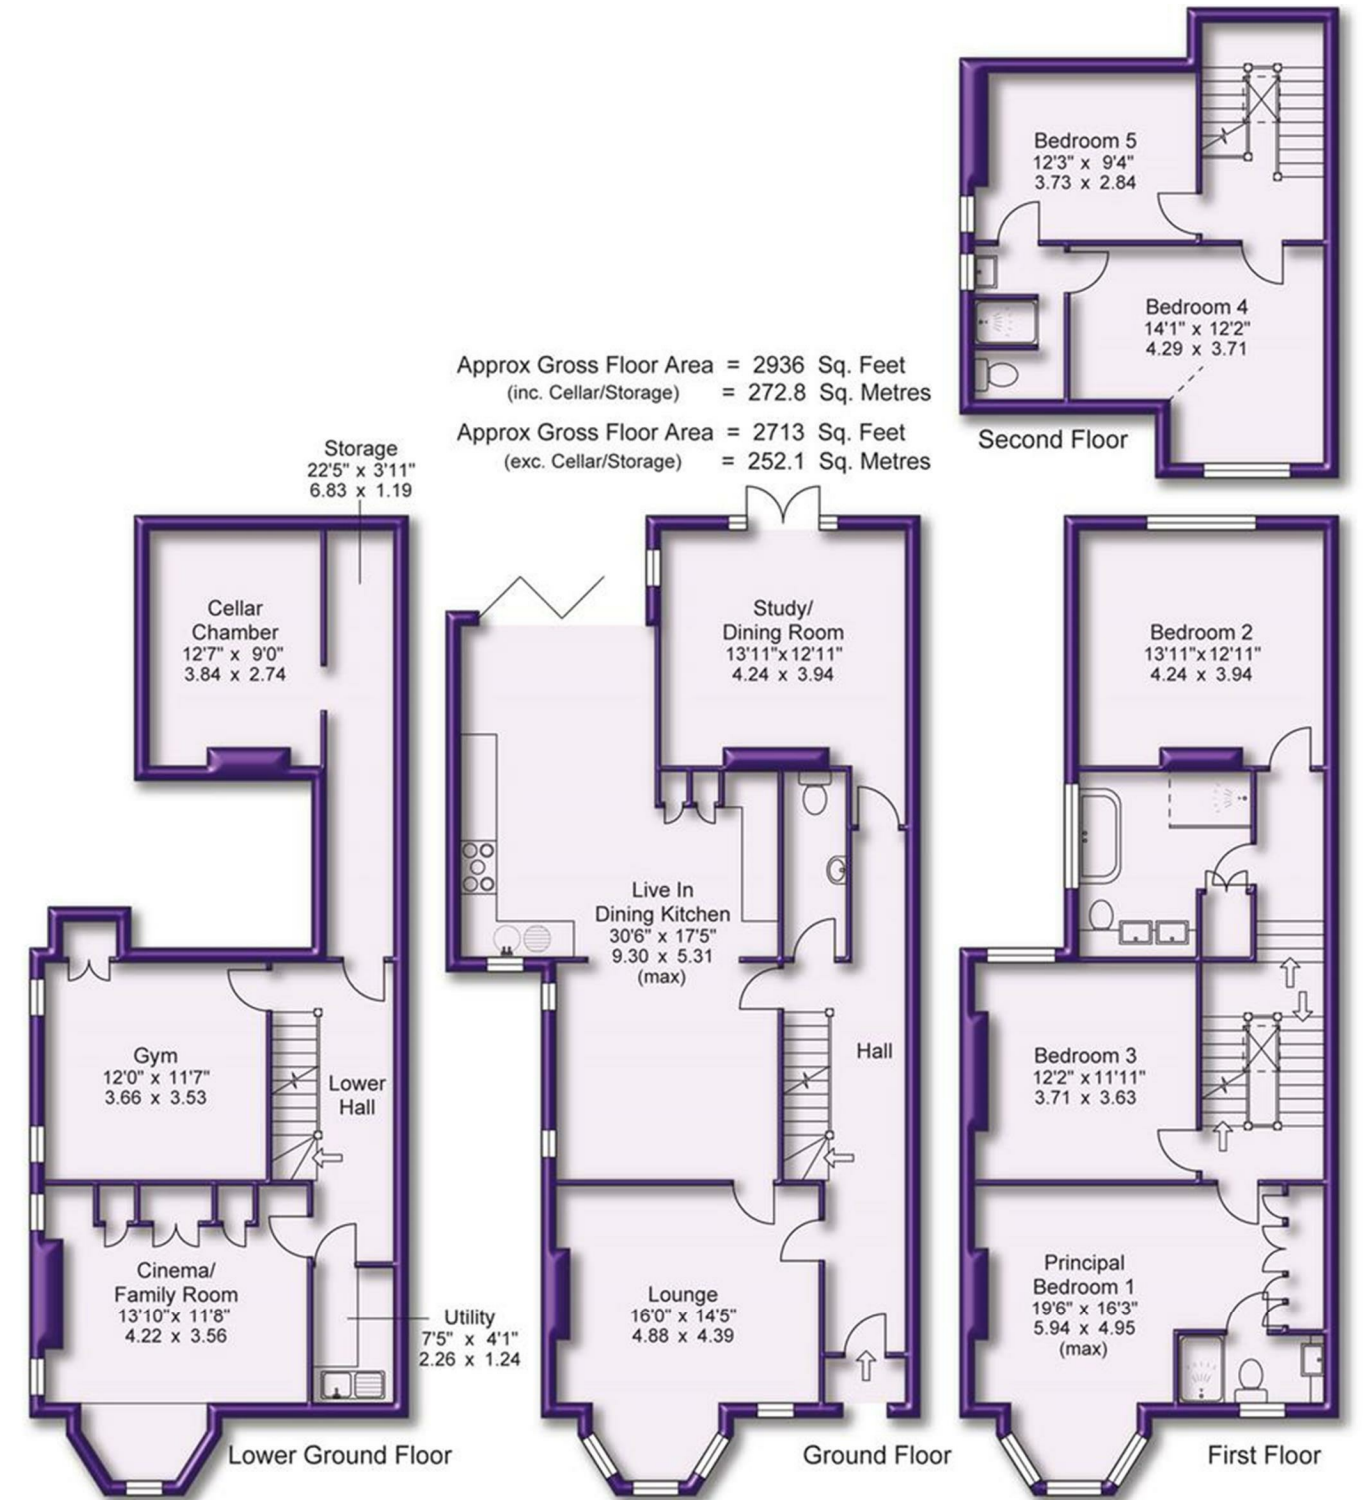 Bedroom 5
12'3" x 9'4"
3.73 x 2.84
Bedroom 4
14'1" x 12'2"
4.29 x 3.71
Second Floor
Approx Gross Floor Area = 2936 Sq. Feet
(inc. Cellar/Storage) = 272.8 Sq. Metres
Approx Gross Floor Area = 2713 Sq. Feet
(exc. Cellar/Storage) = 252.1 Sq. Metres
Storage
22'5" x 3'11"
6.83 x 1.19
Cellar
Chamber
12'7" x 9'0"
3.84 x 2.74
Gym
12'0" x 11'7"
3.66 x 3.53
Lower
Hall
Cinema/
Family Room
13'10" x 11'8"
4.22 x 3.56
Utility
7'5" x 4'1"
2.26 x 1.24
Lower Ground Floor
Study/
Dining Room
13'11" x 12'11"
4.24 x 3.94
Live In
Dining Kitchen
30'6" x 17'5"
9.30 x 5.31
(max)
Hall
Lounge
16'0" x 14'5"
4.88 x 4.39
Ground Floor
Bedroom 2
13'11" x 12'11"
4.24 x 3.94
Bedroom 3
12'2" x 11'11"
3.71 x 3.63
Principal
Bedroom 1
19'6" x 16'3"
5.94 x 4.95
(max)
First Floor